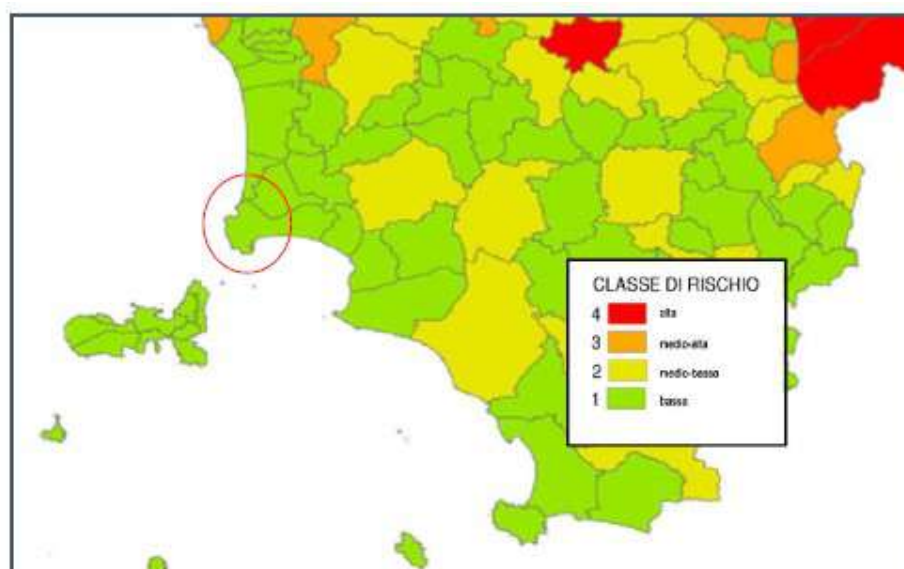 CLASSE DI RISCHIO
4 alta
3 medio-alta
2 medio-bassa
1 bassa